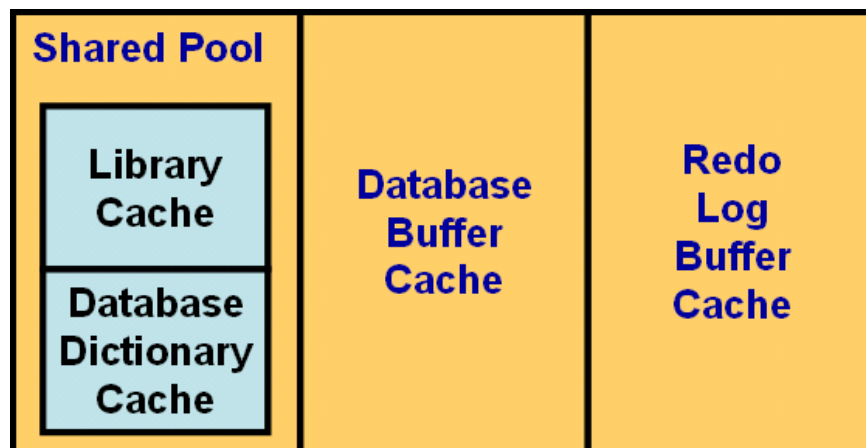 Shared Pool
Library
Cache
Database
Dictionary
Cache
Database
Buffer
Cache
Redo
Log
Buffer
Cache